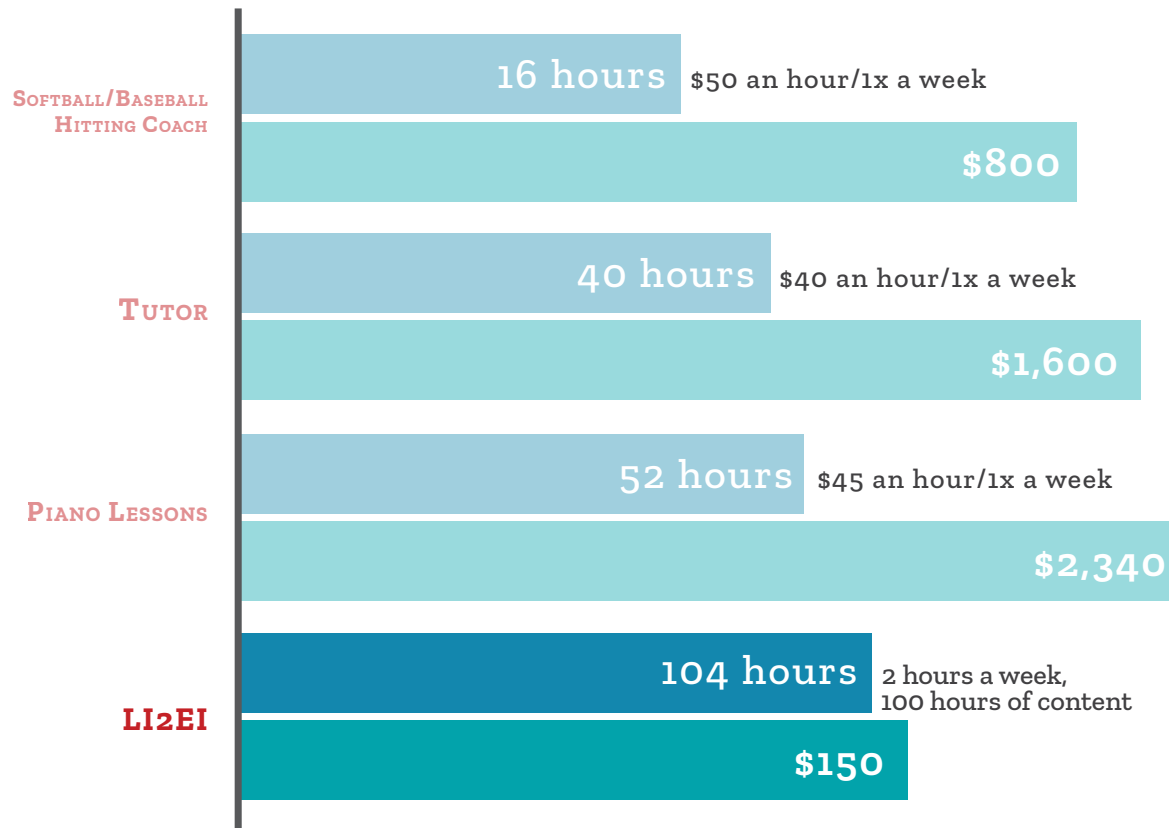 16 hours
$50 an hour/1x a week
Softball/Baseball
Hitting Coach
$800
40 hours
$40 an hour/1x a week
Tutor
$1,600
52 hours
$45 an hour/1x a week
Piano Lessons
$2,340
104 hours
2 hours a week,
100 hours of content
LI2EI
$150